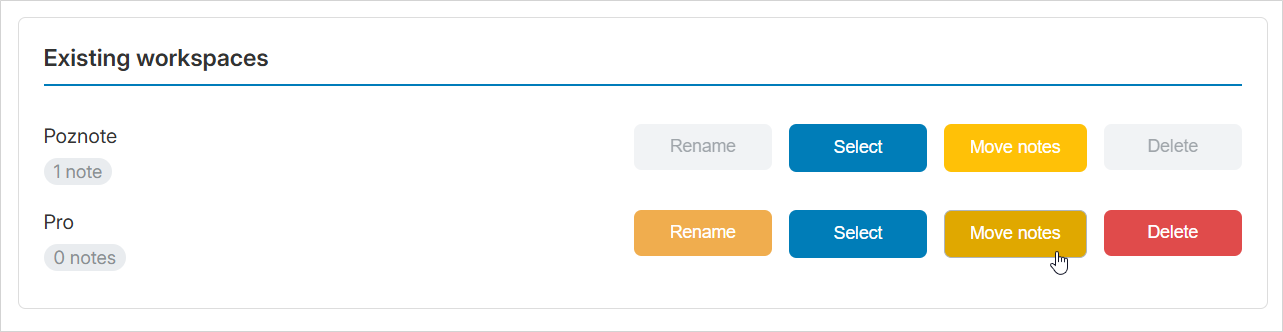 Existing workspaces
Poznote
Rename Select Move notes Delete
1 note
Pro
Rename Select Move notes Delete
0 notes